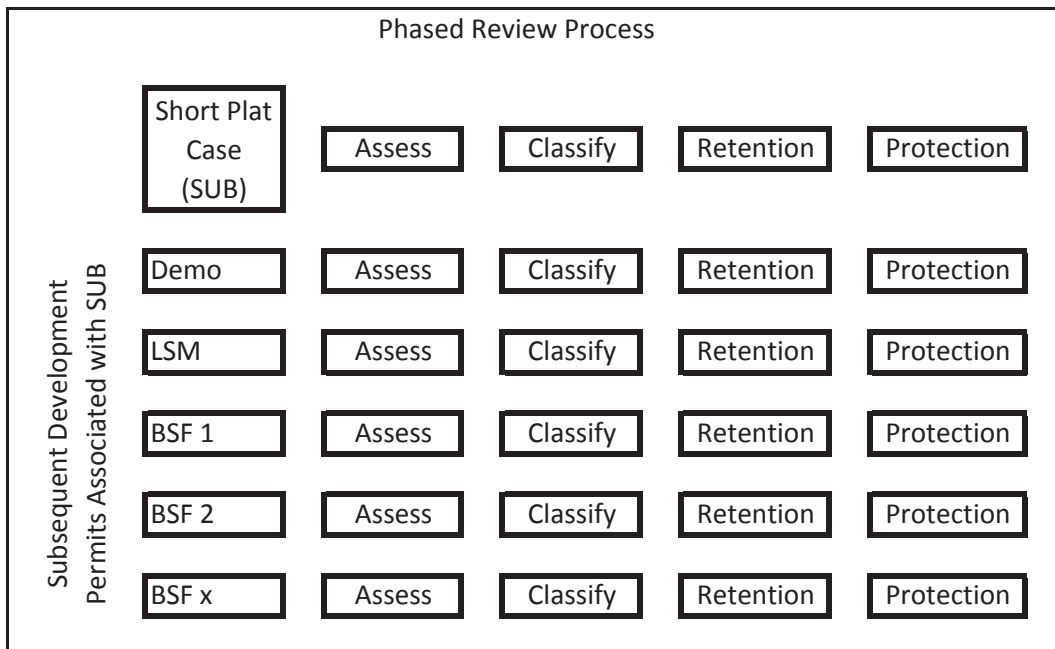 Phased Review Process
Short Plat
Case
(SUB)
Assess
Classify
Retention
Protection
Subsequent Development
Permits Associated with SUB
Demo
Assess
Classify
Retention
Protection
LSM
Assess
Classify
Retention
Protection
BSF 1
Assess
Classify
Retention
Protection
BSF 2
Assess
Classify
Retention
Protection
BSF x
Assess
Classify
Retention
Protection